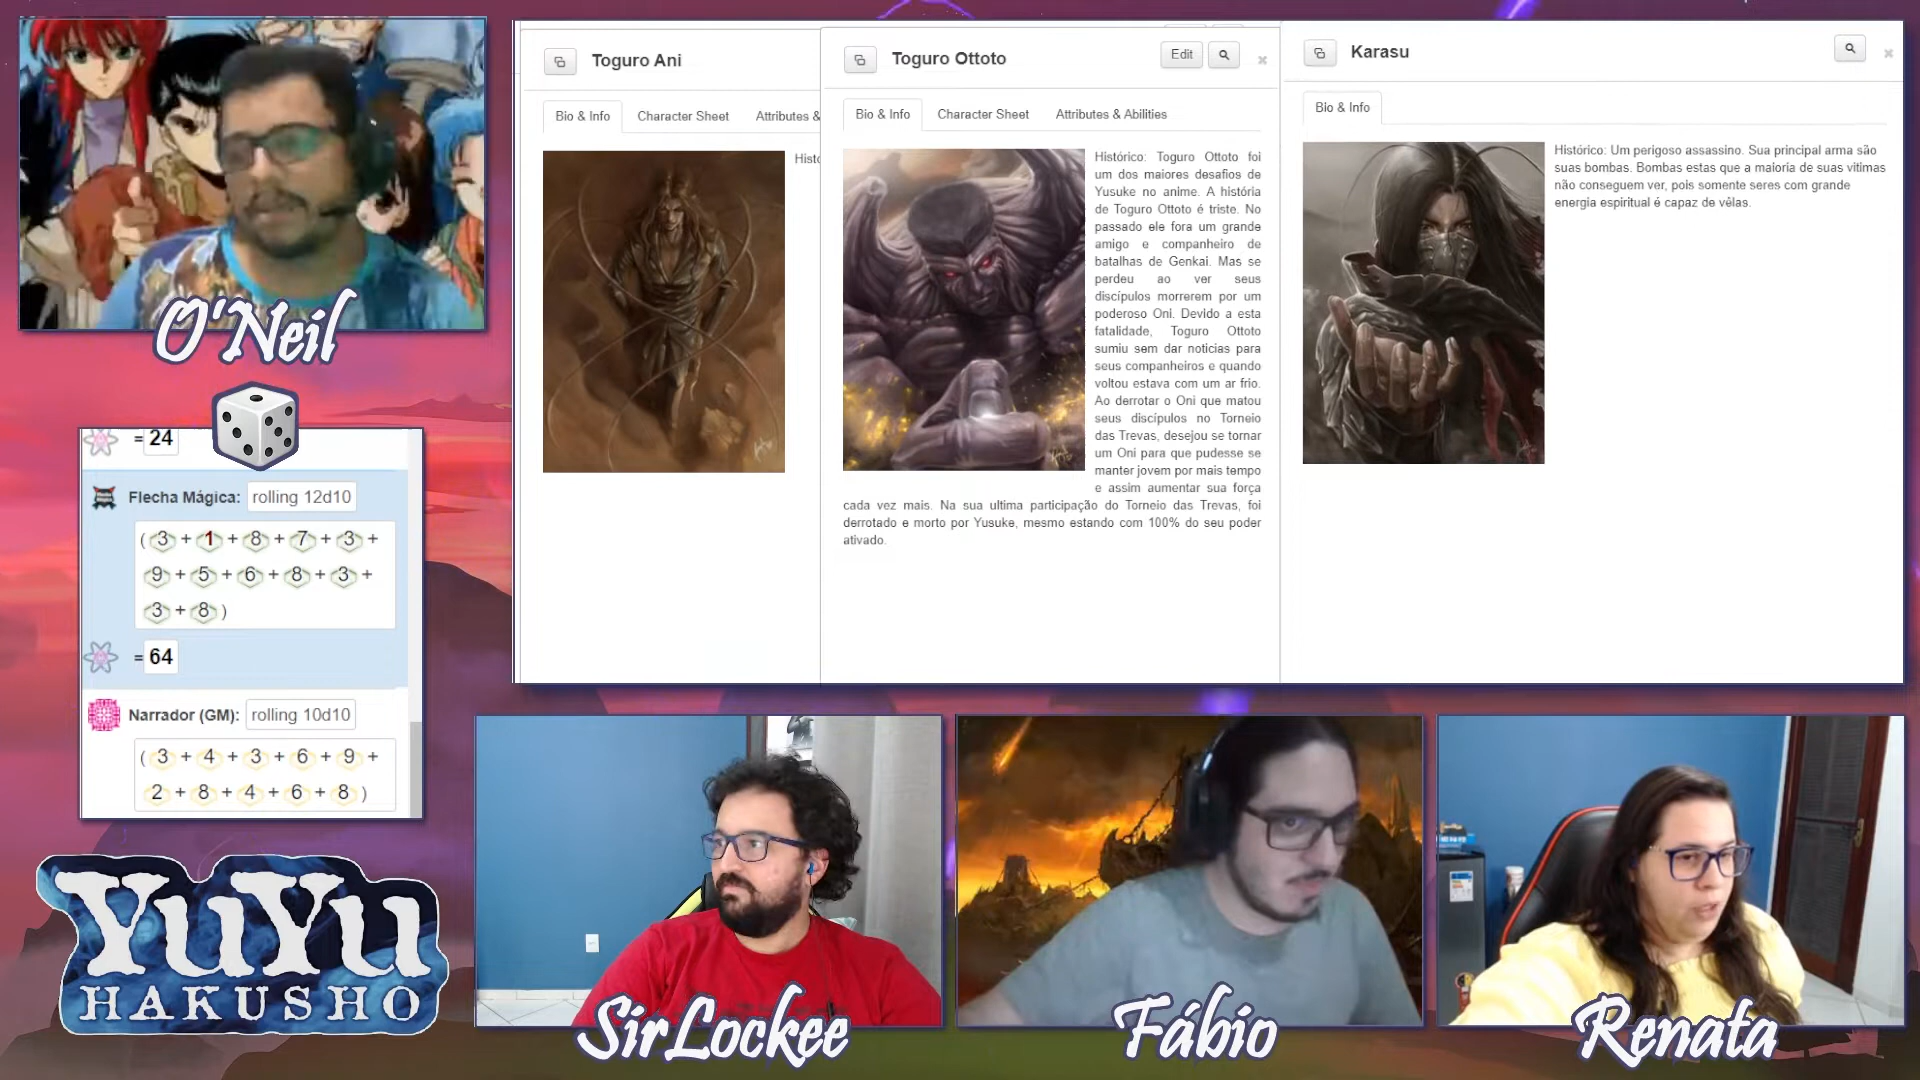 O'Neil
= 24
Flecha Mágica: rolling 12d10
(3+1+8+7+3+
9+5+6+8+3+
3+8)
= 64
Narrador (GM): rolling 10d10
(3+4+3+6+9+
2+8+4+6+8)
YuYu
HAKUSHO
Toguro Ani
Bio & Info Character Sheet Attributes &
Toguro Ottoto
Edit
Bio & Info Character Sheet Attributes & Abilities
Histórico: Toguro Ottoto foi
um dos maiores desafios de
Yusuke no anime. A história
de Toguro Ottoto é triste. No
passado ele fora um grande
amigo e companheiro de
batalhas de Genkai. Mas se
perdeu ao ver seus
discípulos morrerem por um
poderoso Oni. Devido a esta
fatalidade, Toguro Ottoto
sumiu sem dar noticias para
seus companheiros e quando
voltou estava com um ar frio.
Ao derrotar o Oni que matou
seus discípulos no Torneio
das Trevas, desejou se tornar
um Oni para que pudesse se
manter jovem por mais tempo
e assim aumentar sua força
cada vez mais. Na sua ultima participação do Torneio das Trevas, foi
derrotado e morto por Yusuke, mesmo estando com 100% do seu poder
ativado.
Karasu
Bio & Info
Histórico: Um perigoso assassino. Sua principal arma são
suas bombas. Bombas estas que a maioria de suas vitimas
não conseguem ver, pois somente seres com grande
energia espiritual é capaz de vêlas.
SirLockee
Fábio
Renata